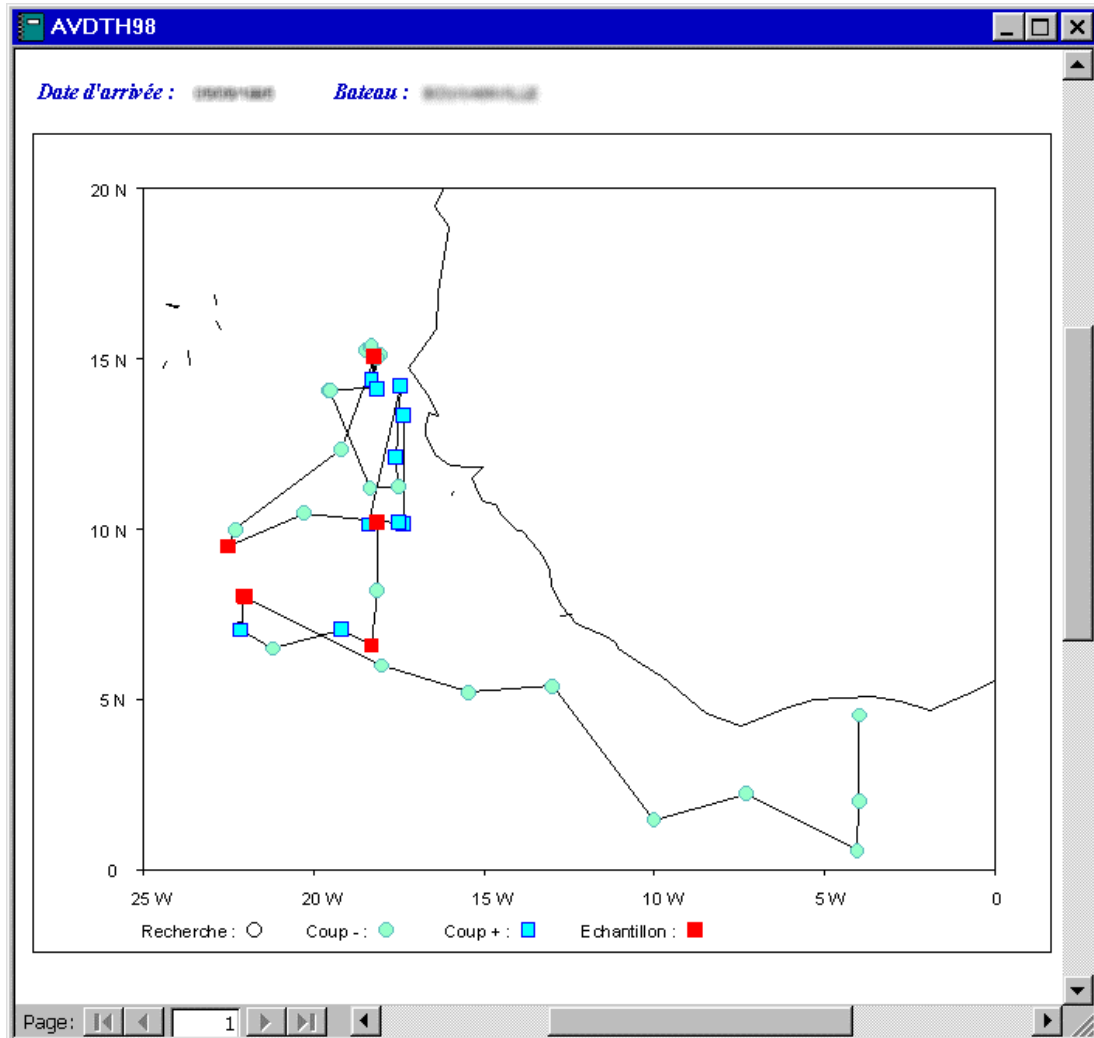 AVDTH98
Date d'arrivée : Bateau :
20 N
15 N
10 N
5 N
0
25 W 20 W 15 W 10 W 5 W 0
Recherche : Coup - : Coup + : Echantillon :
Page: 1